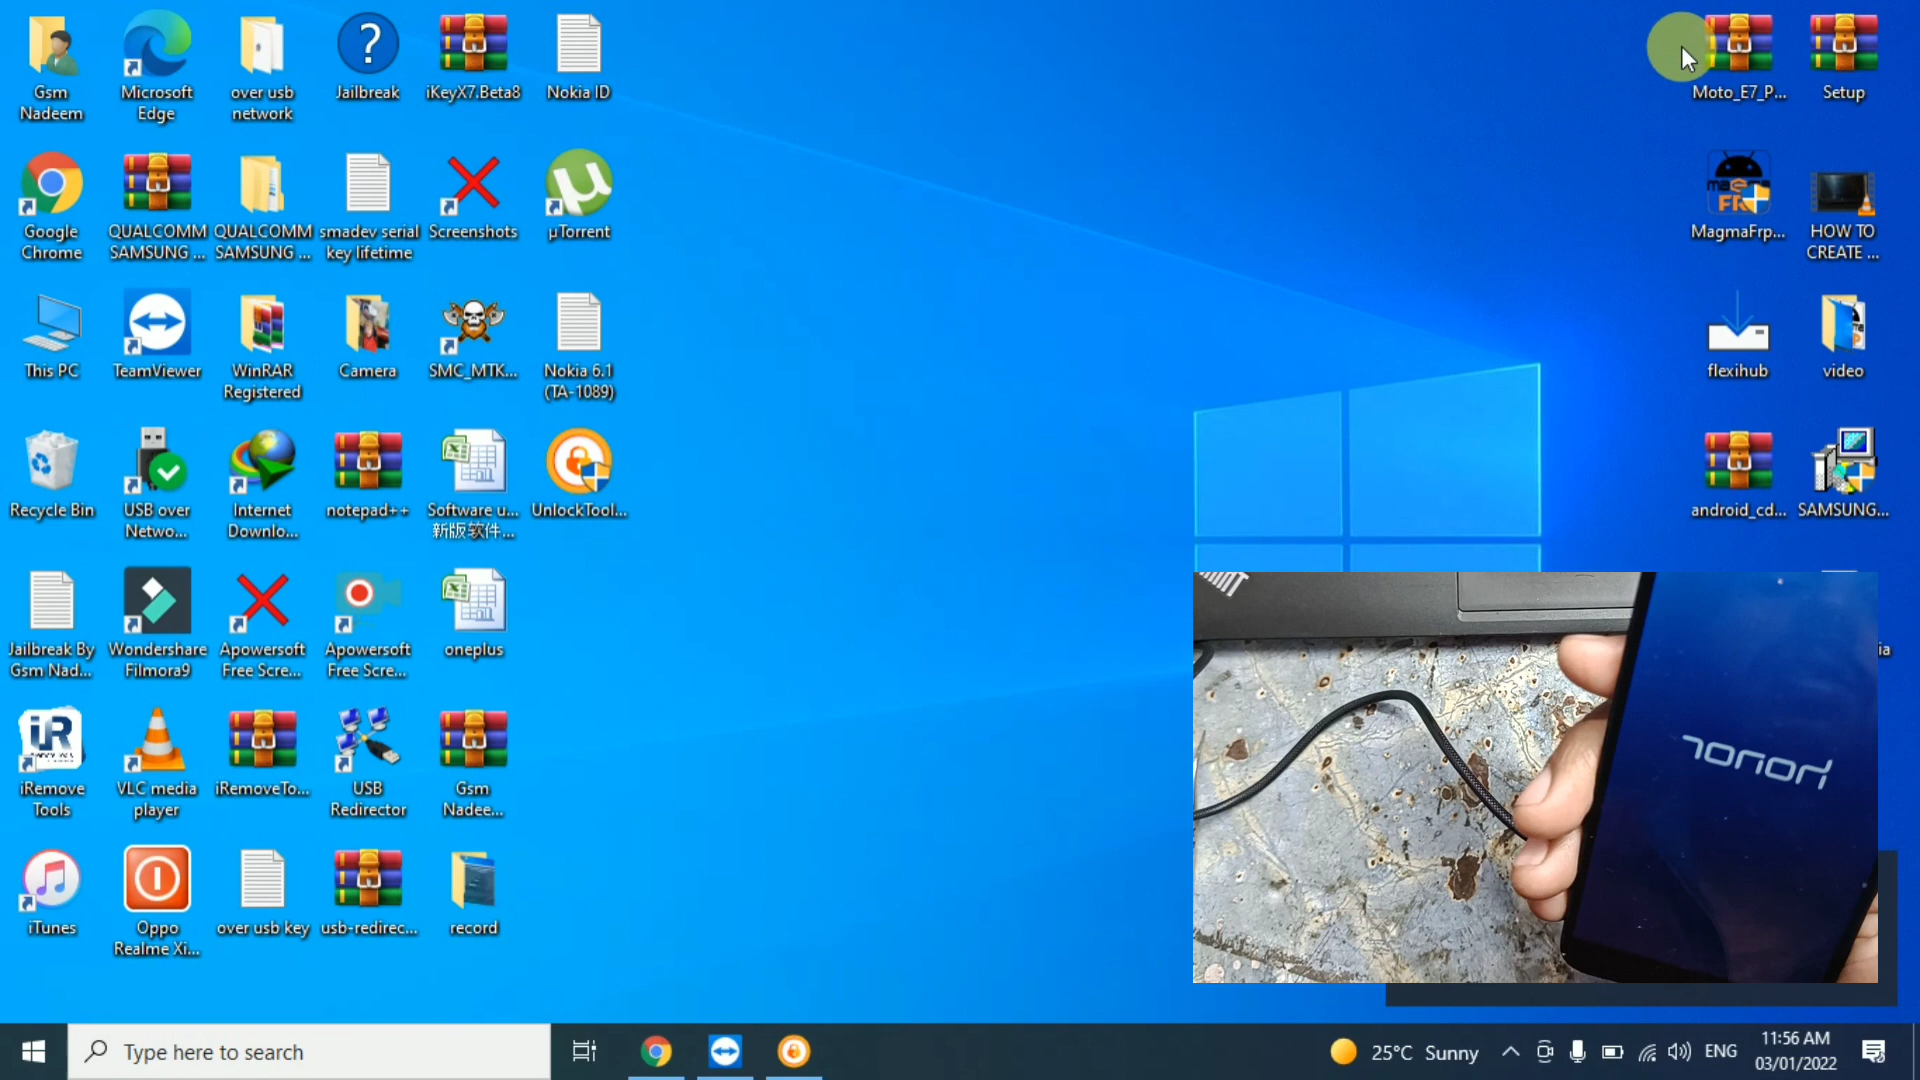 Gsm
Nadeem
Microsoft
Edge
over usb
network
?
Jailbreak
iKeyX7.Beta8
Nokia ID
Moto_E7_P...
Setup
Google
Chrome
QUALCOMM
SAMSUNG ...
QUALCOMM
SAMSUNG ...
smadev serial
key lifetime
Screenshots
µ
µTorrent
MagmaFrp...
HOW TO
CREATE ...
This PC
TeamViewer
WinRAR
Registered
Camera
SMC_MTK...
Nokia 6.1
(TA-1089)
flexihub
video
Recycle Bin
USB over
Netwo...
Internet
Downlo...
notepad++
Software u...
新版软件...
UnlockTool...
android_cd...
SAMSUNG...
Jailbreak By
Gsm Nad...
Wondershare
Filmora9
Apowersoft
Free Scre...
Apowersoft
Free Scre...
oneplus
ia
iR
iRemove
Tools
VLC media
player
iRemoveTo...
USB
Redirector
Gsm
Nadee...
honor
iTunes
Oppo
Realme Xi...
over usb key
usb-redirec...
record
Type here to search
25°C Sunny
ENG
11:56 AM
03/01/2022